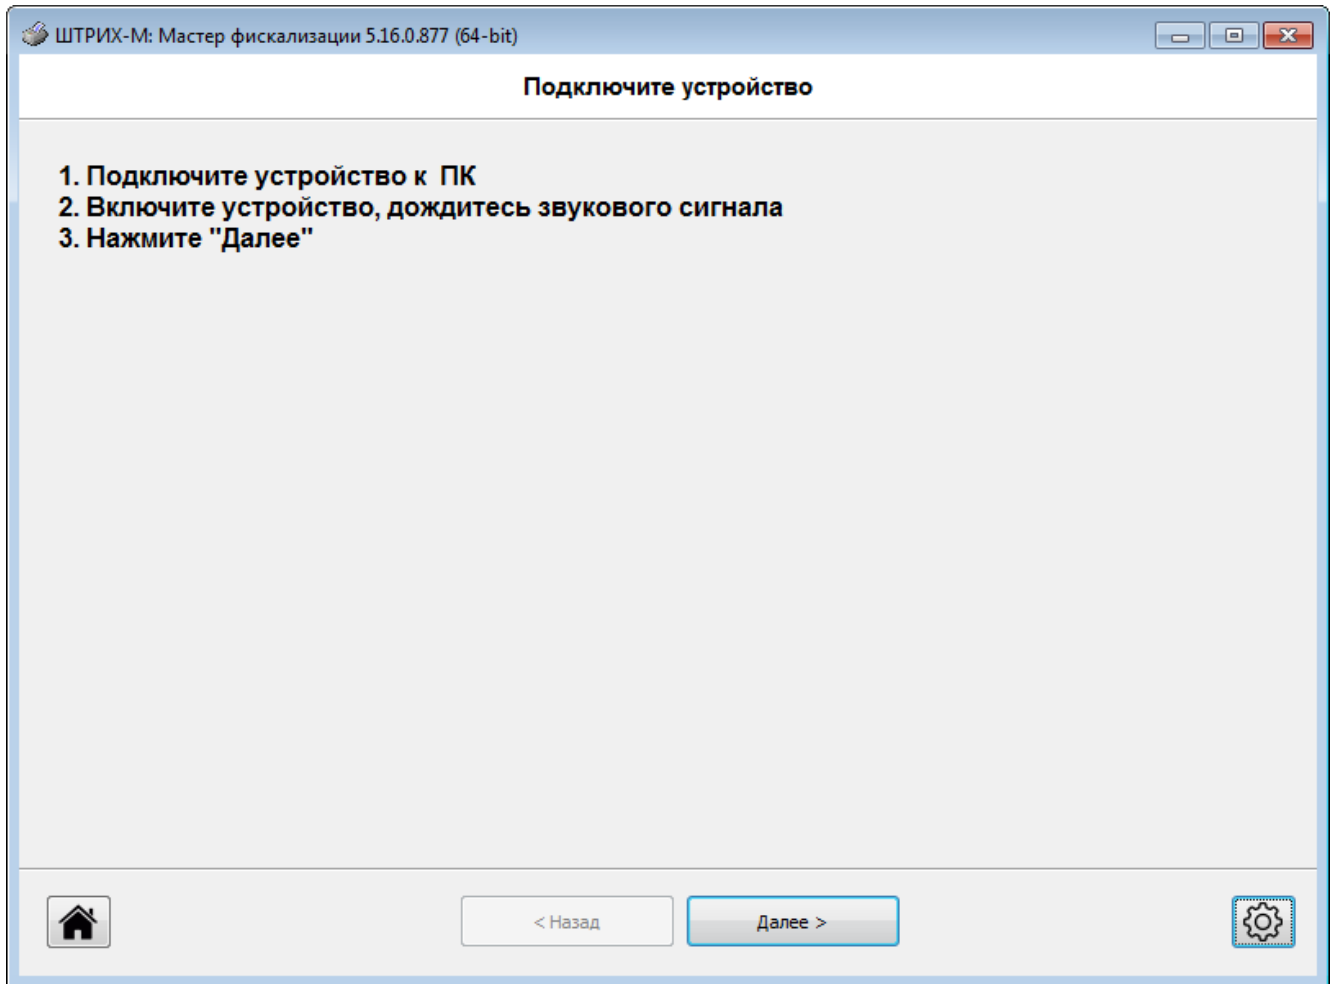 ШТРИХ-М: Мастер фискализации 5.16.0.877 (64-bit)
Подключите устройство
1. Подключите устройство к  ПК
2. Включите устройство, дождитесь звукового сигнала
3. Нажмите "Далее"
< Назад
Далее >